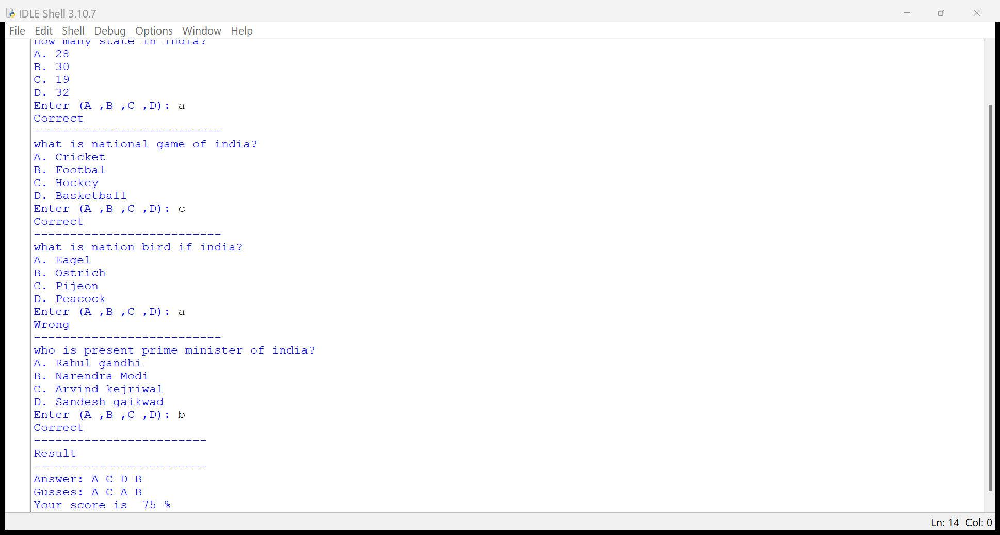 IDLE Shell 3.10.7
File Edit Shell Debug Options Window Help
how many state in india?
A. 28
B. 30
C. 19
D. 32
Enter (A ,B ,C ,D): a
Correct
--------------------------
what is national game of india?
A. Cricket
B. Footbal
C. Hockey
D. Basketball
Enter (A ,B ,C ,D): c
Correct
--------------------------
what is nation bird if india?
A. Eagel
B. Ostrich
C. Pijeon
D. Peacock
Enter (A ,B ,C ,D): a
Wrong
--------------------------
who is present prime minister of india?
A. Rahul gandhi
B. Narendra Modi
C. Arvind kejriwal
D. Sandesh gaikwad
Enter (A ,B ,C ,D): b
Correct
------------------------
Result
------------------------
Answer: A C D B
Gusses: A C A B
Your score is  75 %
Ln: 14 Col: 0